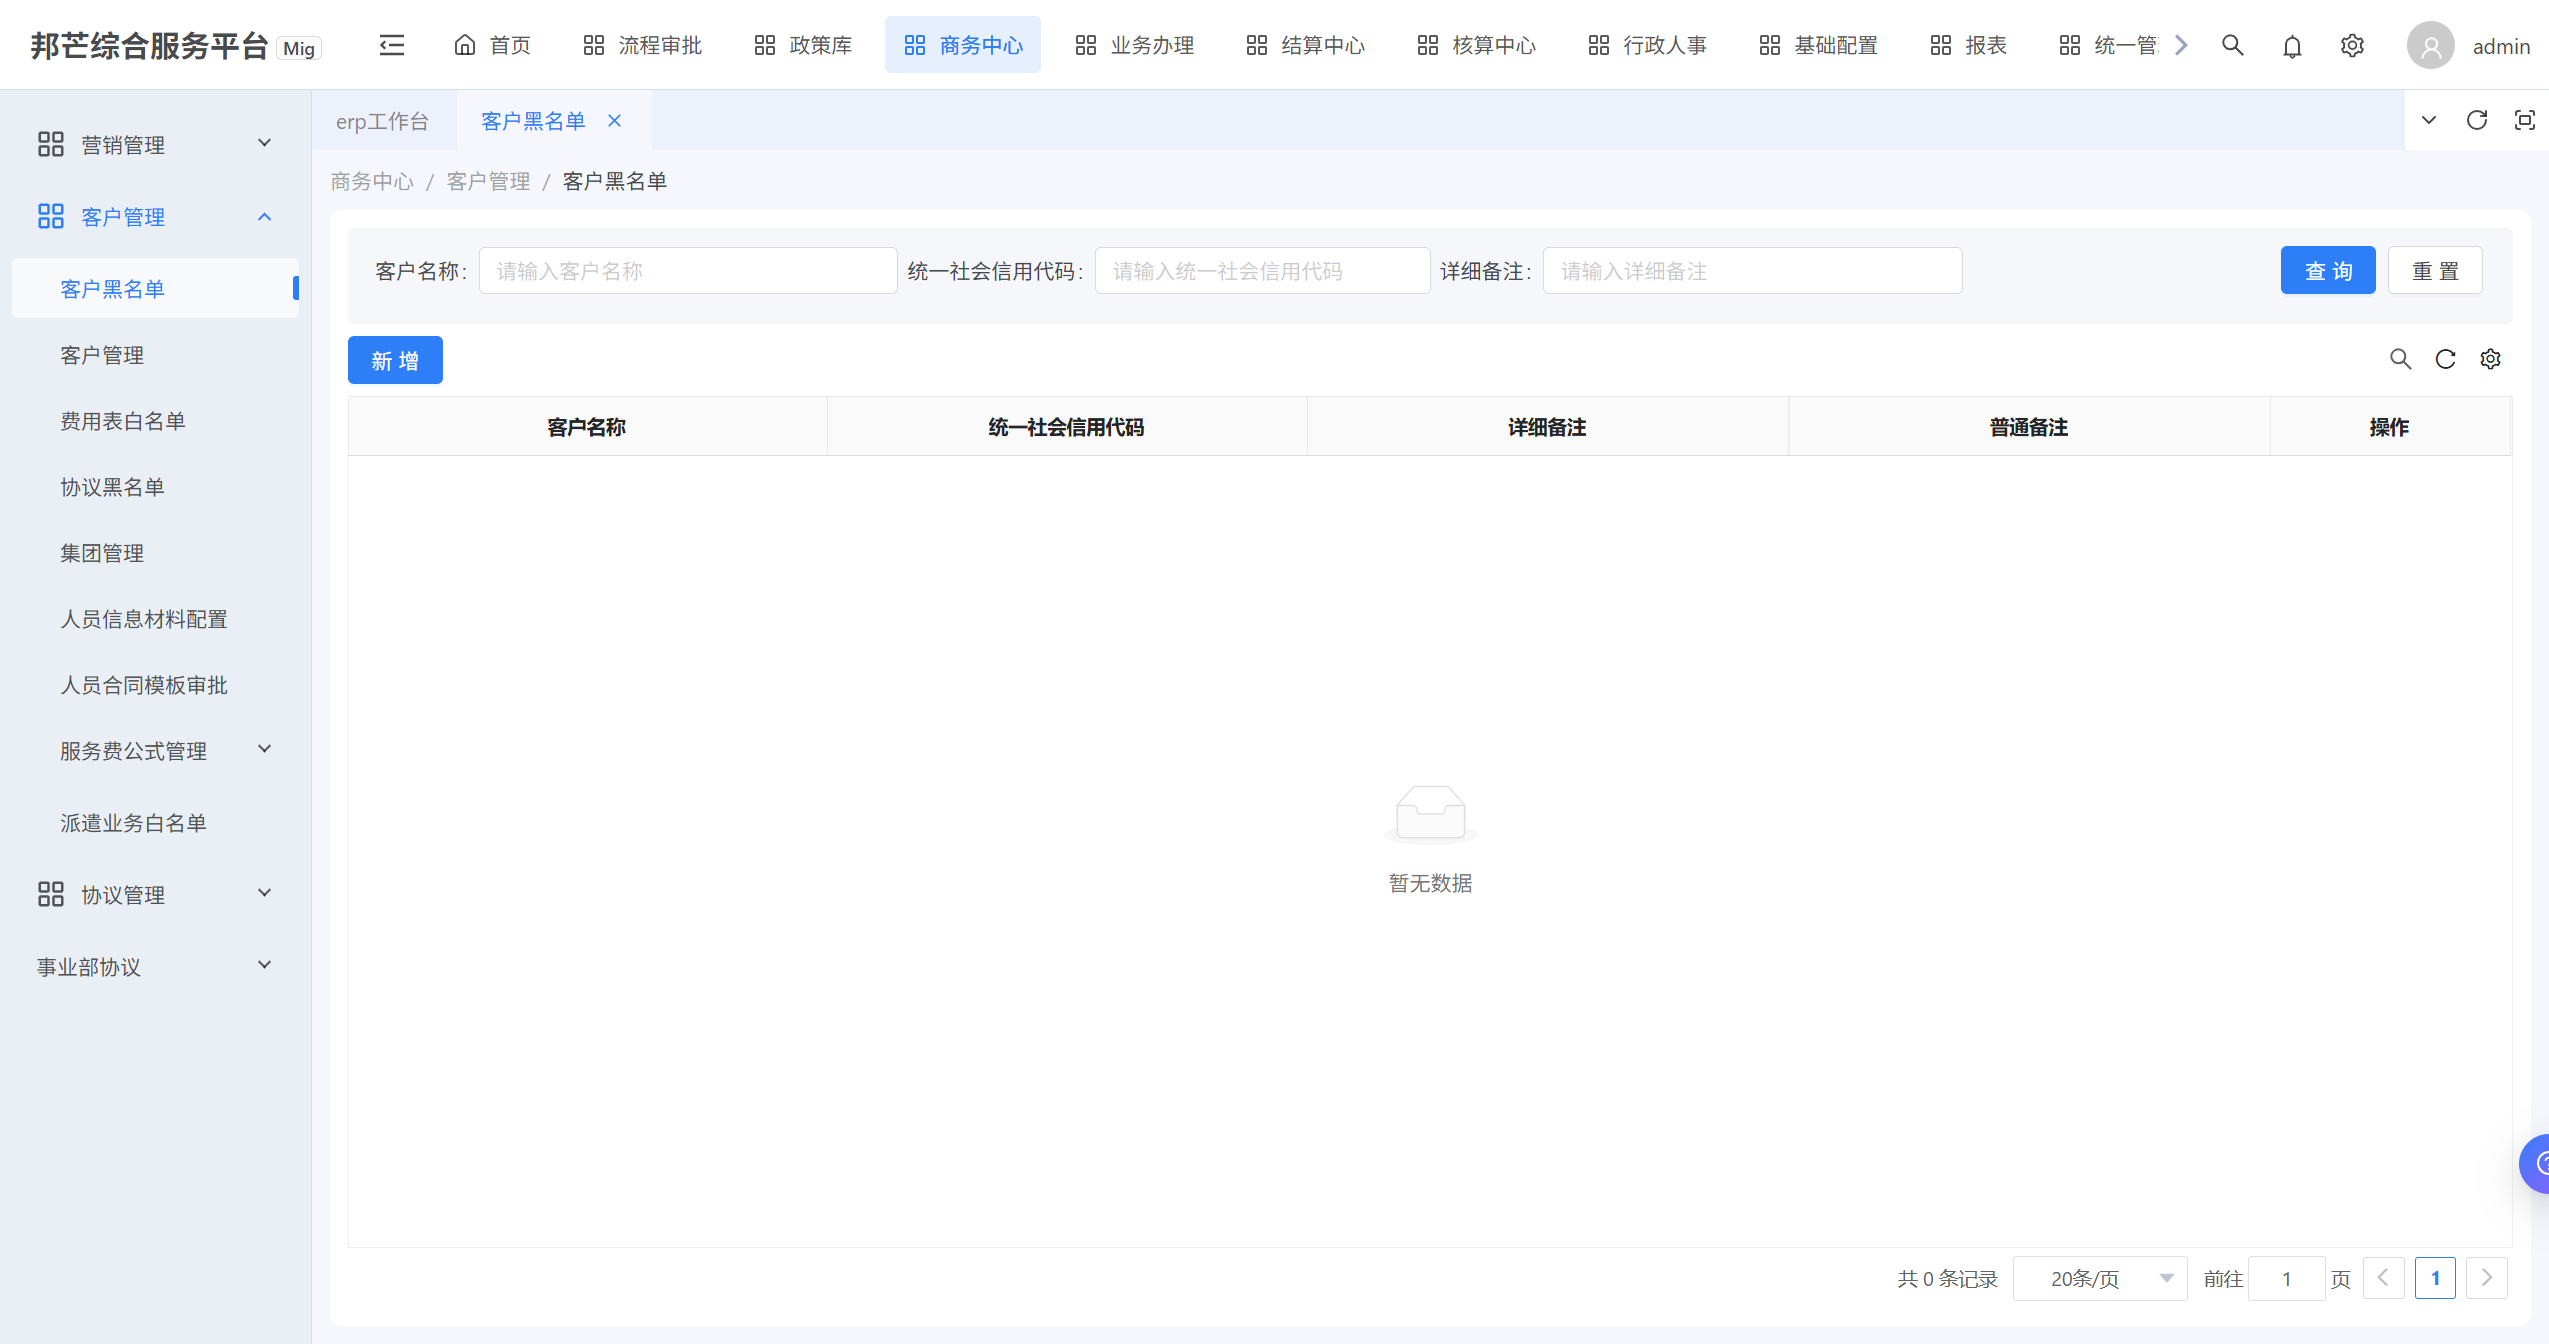 邦芒综合服务平台 Mig
首页 流程审批 政策库 商务中心 业务办理 结算中心 核算中心 行政人事 基础配置 报表 统一管
admin
营销管理
客户管理
客户黑名单
客户管理
费用表白名单
协议黑名单
集团管理
人员信息材料配置
人员合同模板审批
服务费公式管理
派遣业务白名单
协议管理
事业部协议
erp工作台 客户黑名单
商务中心 / 客户管理 / 客户黑名单
客户名称: 请输入客户名称 统一社会信用代码: 请输入统一社会信用代码 详细备注: 请输入详细备注 查 询 重 置
新 增
客户名称 统一社会信用代码 详细备注 普通备注 操作
暂无数据
共 0 条记录 20条/页 前往 1 页 1